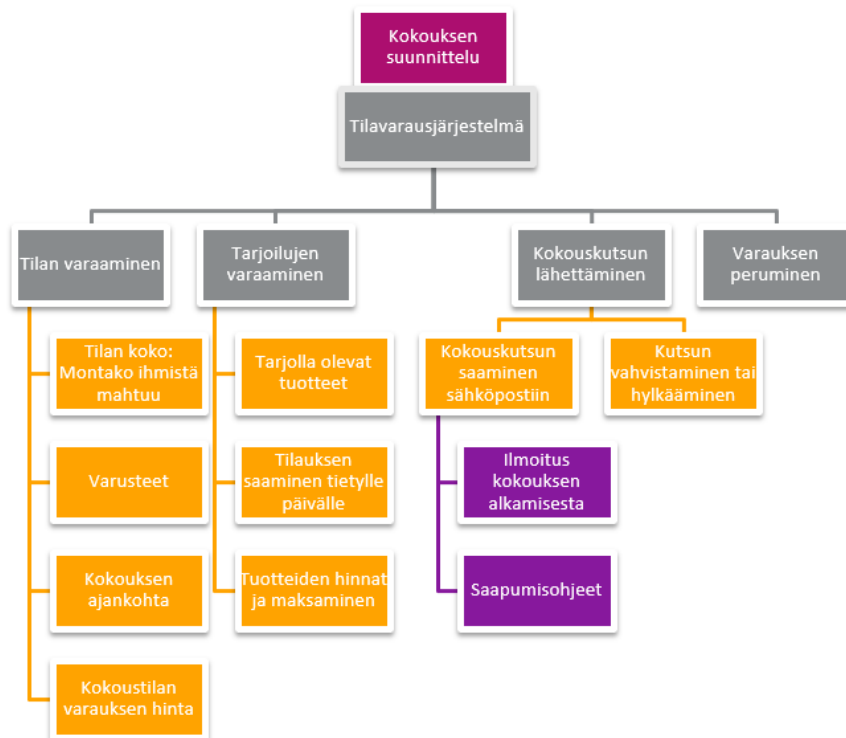 Kokouksen
suunnittelu
Tilavarausjärjestelmä
Tilan varaaminen
Tarjoilujen
varaaminen
Kokouskutsun
lähettäminen
Varauksen
peruminen
Tilan koko:
Montako ihmistä
mahtuu
Varusteet
Kokouksen
ajankohta
Kokoustilan
varauksen hinta
Tarjolla olevat
tuotteet
Tilauksen
saaminen tietylle
päivälle
Tuotteiden hinnat
ja maksaminen
Kokouskutsun
saaminen
sähköpostiin
Ilmoitus
kokouksen
alkamisesta
Saapumisohjeet
Kutsun
vahvistaminen tai
hylkääminen